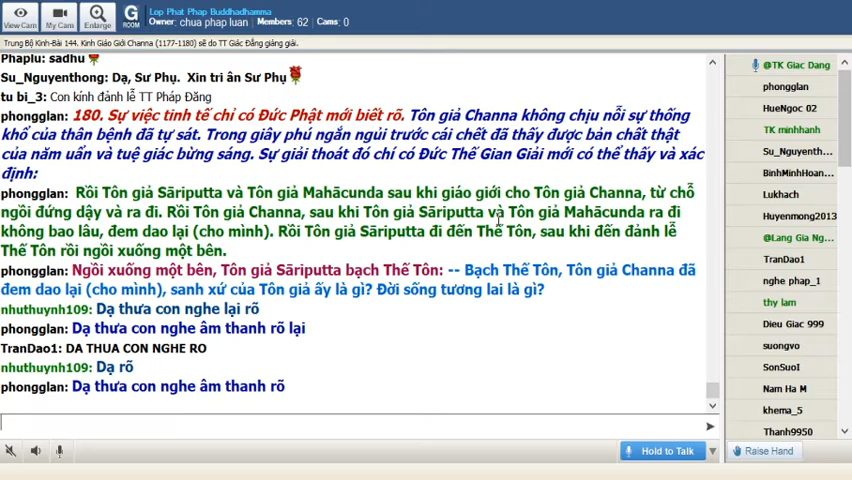 Lop Phat Phap Buddhadhamma
Owner: chua phap luan Members: 62 Cams: 0
View Cam
My Cam
Enlarge
G
ROOM
Trung Bộ Kinh-Bài 144. Kinh Giáo Giới Channa (1177-1180) sẽ do TT Giác Đẳng giảng giải.
Phaplu: sadhu
Su_Nguyenthong: Dạ, Sư Phụ. Xin tri ân Sư Phụ
tu bi_3: Con kính đảnh lễ TT Pháp Đăng
phongglan: 180. Sự việc tinh tế chỉ có Đức Phật mới biết rõ. Tôn giả Channa không chịu nỗi sự thống
khổ của thân bệnh đã tự sát. Trong giây phú ngắn ngủi trước cái chết đã thấy được bản chất thật
của năm uẩn và tuệ giác bừng sáng. Sự giải thoát đó chí có Đức Thế Gian Giải mới có thể thấy và xác
định:
phongglan: Rồi Tôn giả Sāriputta và Tôn giả Mahācunda sau khi giáo giới cho Tôn giả Channa, từ chỗ
ngồi đứng dậy và ra đi. Rồi Tôn giả Channa, sau khi Tôn giả Sāriputta và Tôn giả Mahācunda ra đi
không bao lâu, đem dao lại (cho mình). Rồi Tôn giả Sāriputta đi đến Thế Tôn, sau khi đến đảnh lễ
Thế Tôn rồi ngồi xuống một bên.
phongglan: Ngồi xuống một bên, Tôn giả Sāriputta bạch Thế Tôn: -- Bạch Thế Tôn, Tôn giả Channa đã
đem dao lại (cho mình), sanh xứ của Tôn giả ấy là gì? Đời sống tương lai là gì?
nhuthuynh109: Dạ thưa con nghe lại rõ
phongglan: Dạ thưa con nghe âm thanh rõ lại
TranDao1: DA THUA CON NGHE RO
nhuthuynh109: Dạ rõ
phongglan: Dạ thưa con nghe âm thanh rõ
Hold to Talk
@TK Giac Dang
phongglan
HueNgoc 02
TK minhhanh
Su_Nguyenth...
BinhMinhHoan...
Lukhach
Huyenmong2013
@Lang Gia Ng...
TranDao1
nghe phap_1
thy lam
Dieu Giac 999
suongvo
SonSuoI
Nam Ha M
khema_5
Thanh9950
Raise Hand